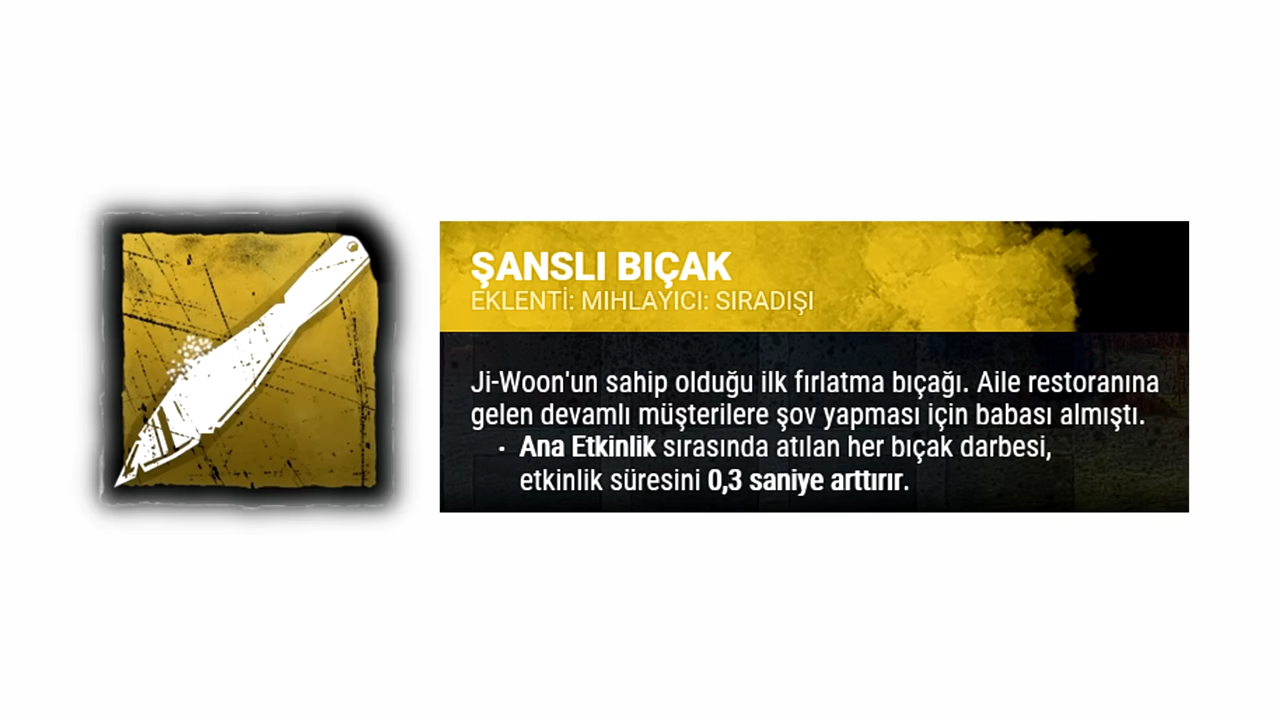 ŞANSLI BIÇAK
EKLENTİ: MIHLAYICI: SIRADIŞI
Ji-Woon'un sahip olduğu ilk fırlatma bıçağı. Aile restoranına
gelen devamlı müşterilere şov yapması için babası almıştı.
· Ana Etkinlik sırasında atılan her bıçak darbesi,
etkinlik süresini 0,3 saniye arttırır.